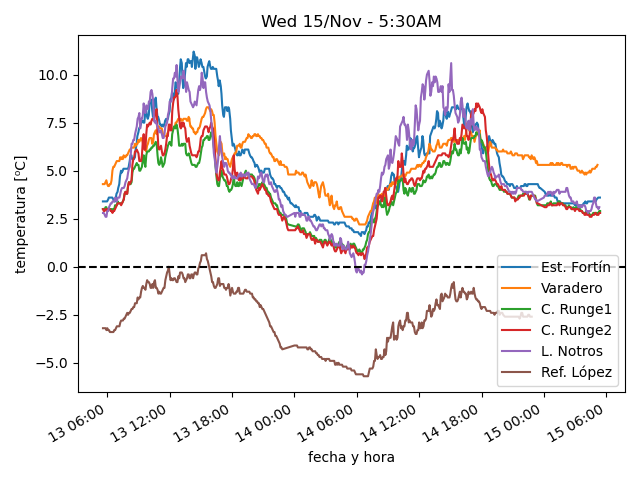 Wed 15/Nov - 5:30AM
temperatura [ºC]
10.0
7.5
5.0
2.5
0.0
−2.5
−5.0
Est. Fortín
Varadero
C. Runge1
C. Runge2
L. Notros
Ref. López
13 06:00
13 12:00
13 18:00
14 00:00
14 06:00
14 12:00
14 18:00
15 00:00
15 06:00
fecha y hora